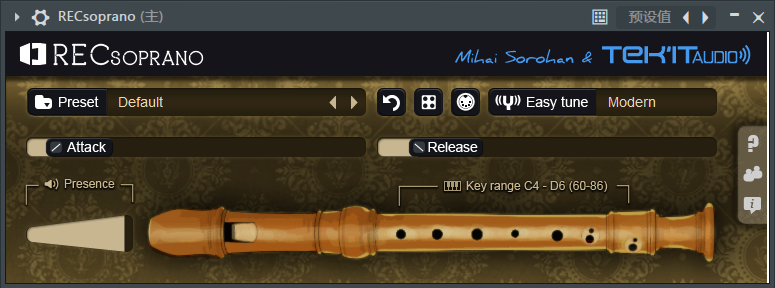 RECsoprano (主) 预设值
RECSOPRANO Mihai Sorohan & TEK'IT AUDIO
Preset Default Easy tune Modern
Attack Release
Presence Key range C4 - D6 (60-86)